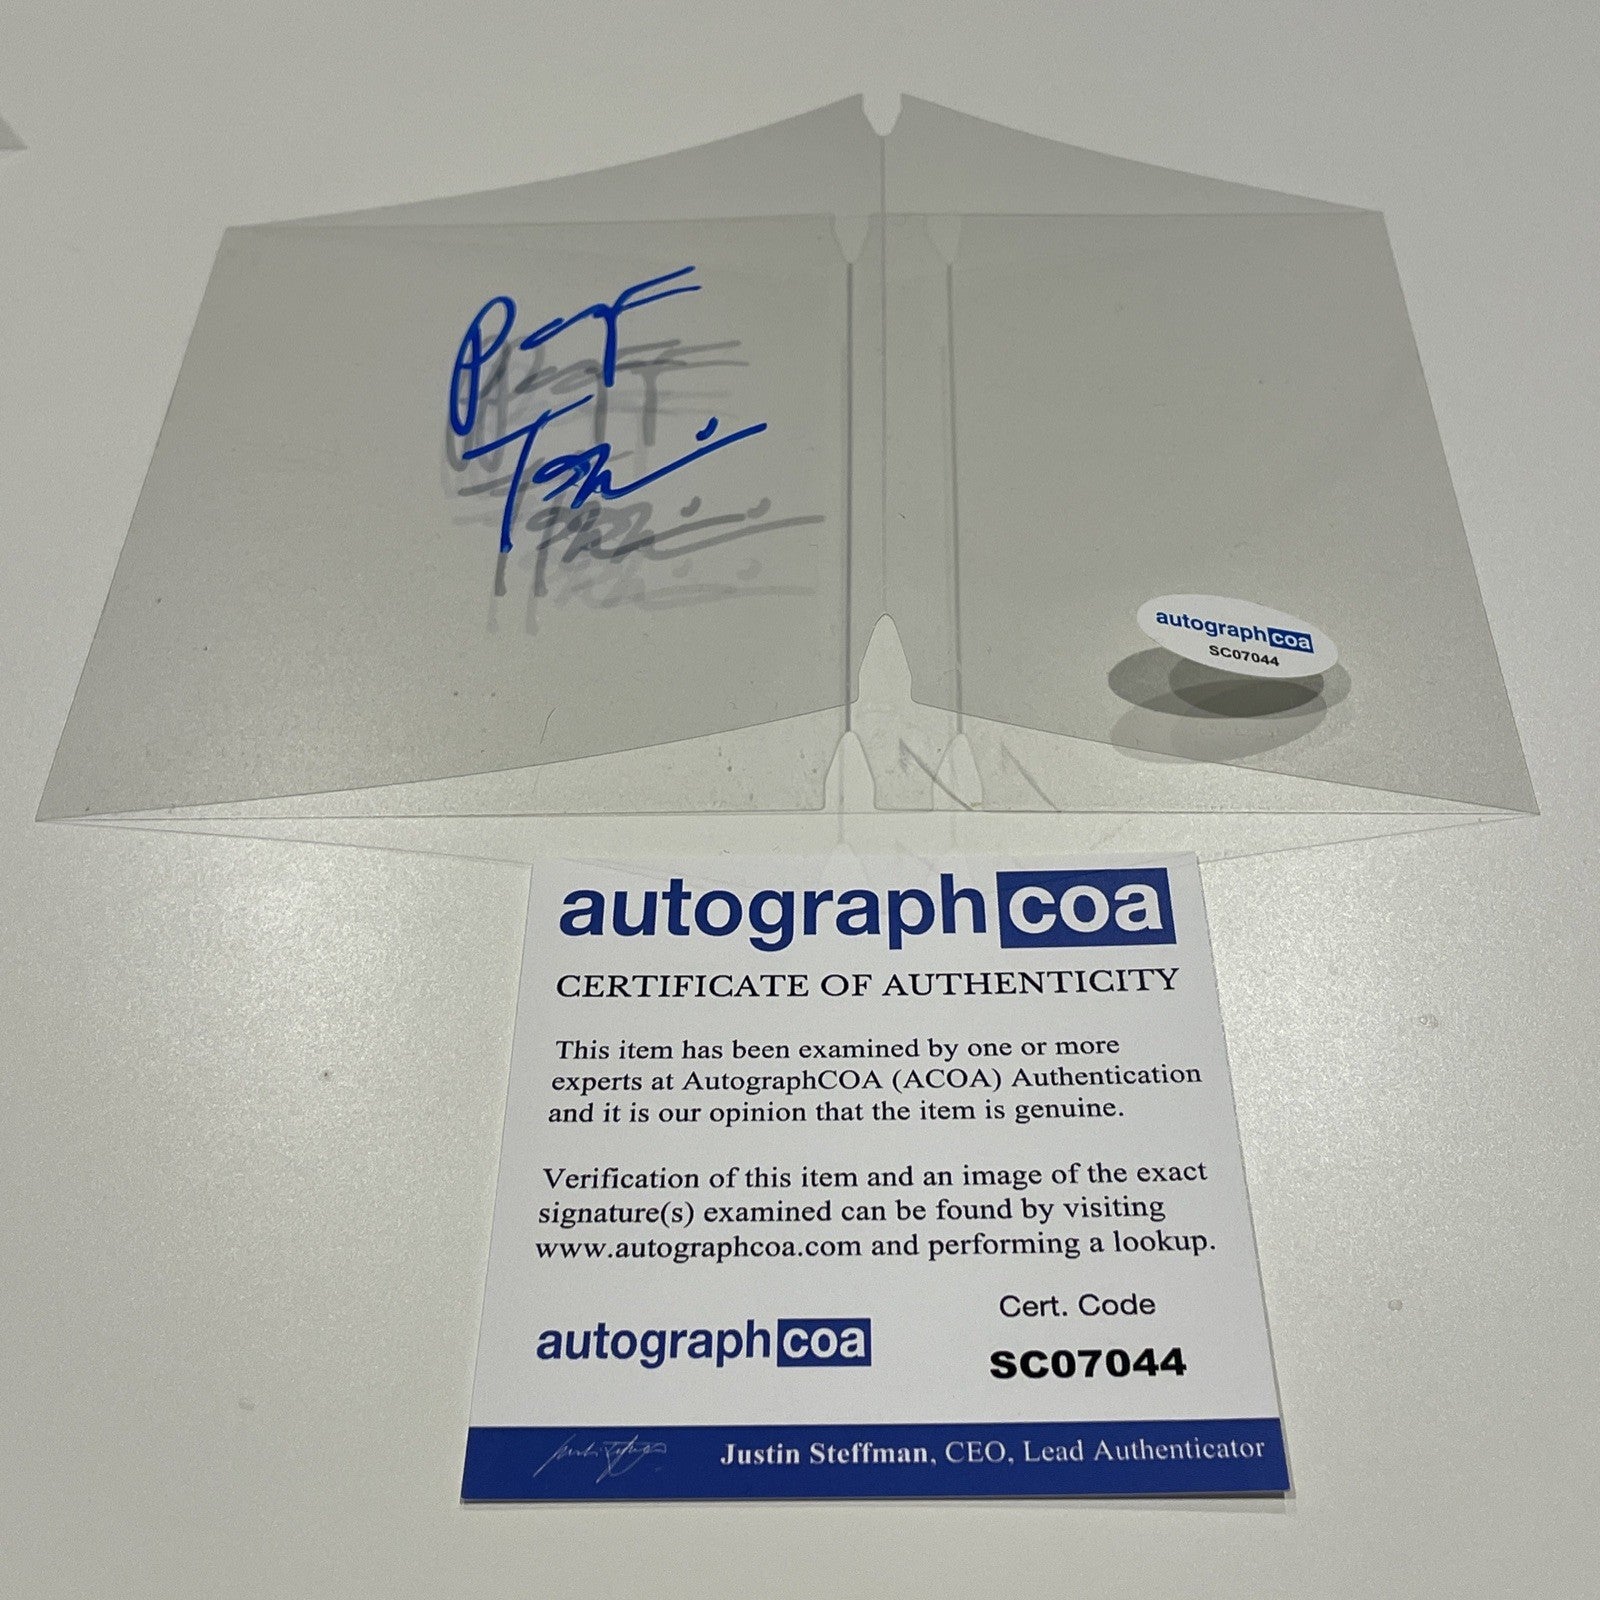 autographcoa
SC07044
autographcoa
CERTIFICATE OF AUTHENTICITY
This item has been examined by one or more
experts at AutographCOA (ACOA) Authentication
and it is our opinion that the item is genuine.
Verification of this item and an image of the exact
signature(s) examined can be found by visiting
www.autographcoa.com and performing a lookup.
Cert. Code
autographcoa
SC07044
Justin Steffman, CEO, Lead Authenticator